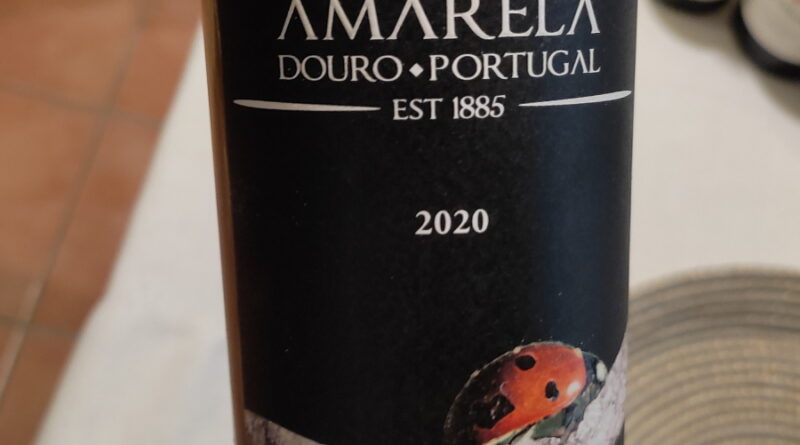 AMARELA
DOURO ◆ PORTUGAL
EST 1885
2020